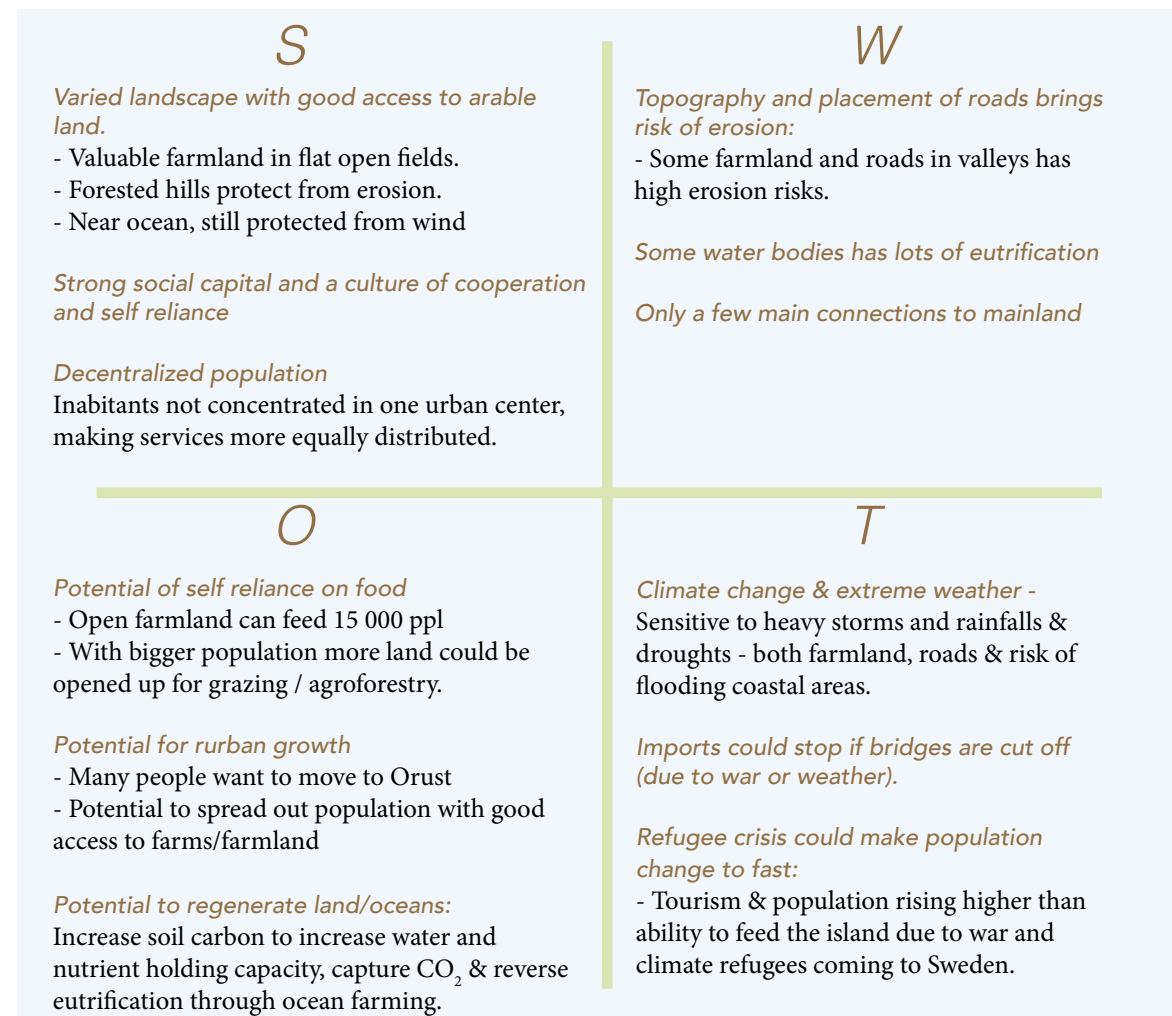 S
Varied landscape with good access to arable
land.
- Valuable farmland in flat open fields.
- Forested hills protect from erosion.
- Near ocean, still protected from wind
Strong social capital and a culture of cooperation
and self reliance
Decentralized population
Inabitants not concentrated in one urban center,
making services more equally distributed.
W
Topography and placement of roads brings
risk of erosion:
- Some farmland and roads in valleys has
high erosion risks.
Some water bodies has lots of eutrification
Only a few main connections to mainland
O
Potential of self reliance on food
- Open farmland can feed 15 000 ppl
- With bigger population more land could be
opened up for grazing / agroforestry.
Potential for rurban growth
- Many people want to move to Orust
- Potential to spread out population with good
access to farms/farmland
Potential to regenerate land/oceans:
Increase soil carbon to increase water and
nutrient holding capacity, capture CO₂ & reverse
eutrification through ocean farming.
T
Climate change & extreme weather -
Sensitive to heavy storms and rainfalls &
droughts - both farmland, roads & risk of
flooding coastal areas.
Imports could stop if bridges are cut off
(due to war or weather).
Refugee crisis could make population
change to fast:
- Tourism & population rising higher than
ability to feed the island due to war and
climate refugees coming to Sweden.